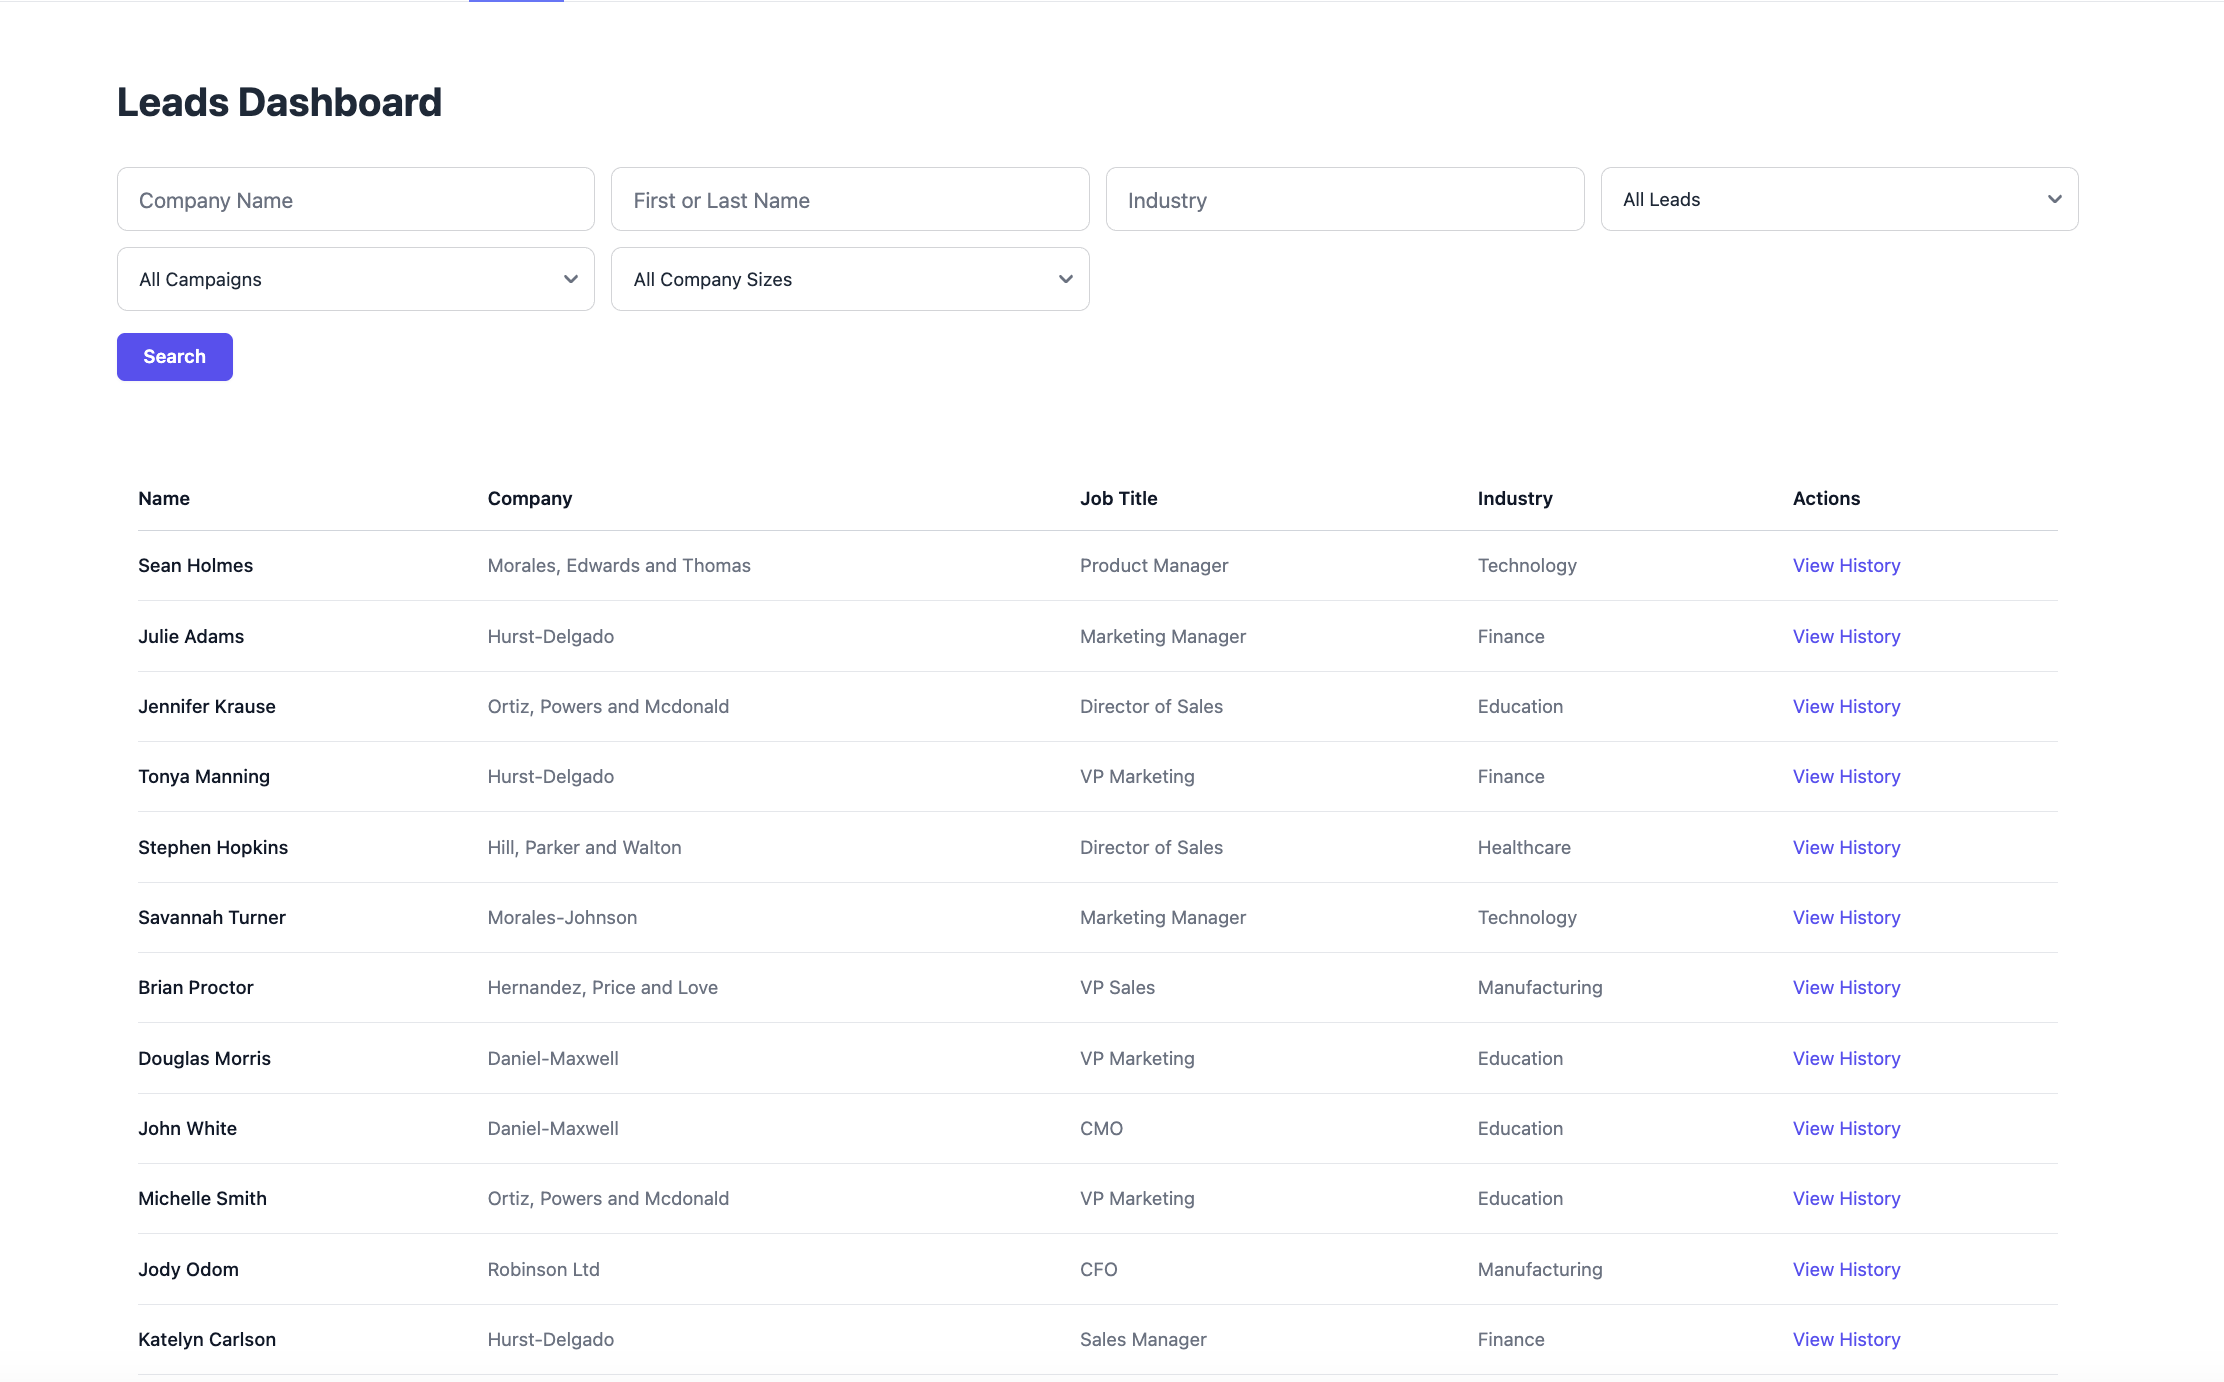 Leads Dashboard
Company Name First or Last Name Industry All Leads
All Campaigns All Company Sizes
Search
Name Company Job Title Industry Actions
Sean Holmes Morales, Edwards and Thomas Product Manager Technology View History
Julie Adams Hurst-Delgado Marketing Manager Finance View History
Jennifer Krause Ortiz, Powers and Mcdonald Director of Sales Education View History
Tonya Manning Hurst-Delgado VP Marketing Finance View History
Stephen Hopkins Hill, Parker and Walton Director of Sales Healthcare View History
Savannah Turner Morales-Johnson Marketing Manager Technology View History
Brian Proctor Hernandez, Price and Love VP Sales Manufacturing View History
Douglas Morris Daniel-Maxwell VP Marketing Education View History
John White Daniel-Maxwell CMO Education View History
Michelle Smith Ortiz, Powers and Mcdonald VP Marketing Education View History
Jody Odom Robinson Ltd CFO Manufacturing View History
Katelyn Carlson Hurst-Delgado Sales Manager Finance View History